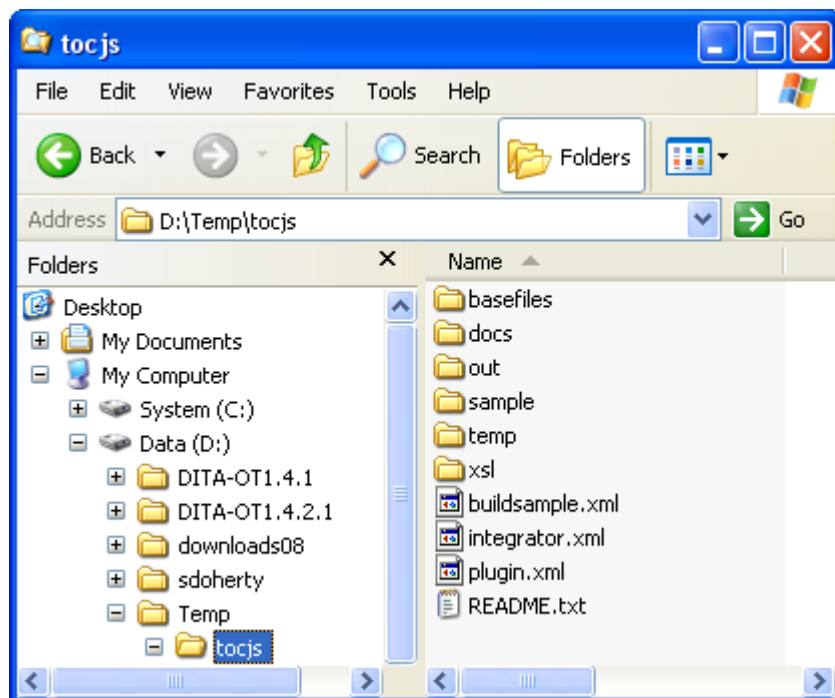 tocjs
File Edit View Favorites Tools Help
Back Search Folders
Address D:\Temp\tocjs Go
Folders
Desktop
My Documents
My Computer
System (C:)
Data (D:)
DITA-OT1.4.1
DITA-OT1.4.2.1
downloads08
sdoherty
Temp
tocjs
Name
basefiles
docs
out
sample
temp
xsl
buildsample.xml
integrator.xml
plugin.xml
README.txt